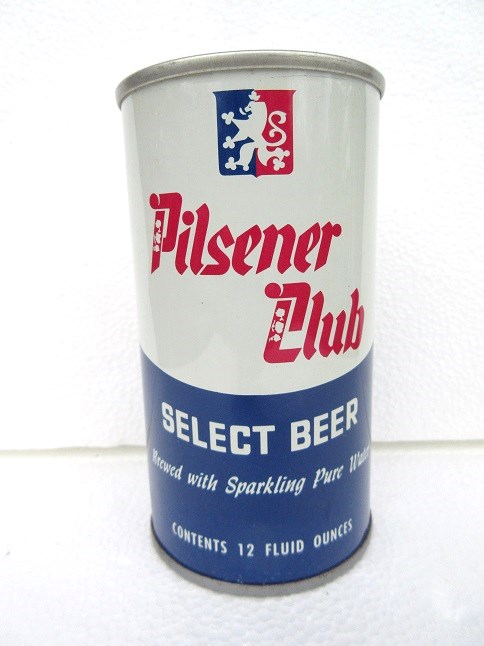 Pilsener
Club
SELECT BEER
Brewed with Sparkling Pure Water
CONTENTS 12 FLUID OUNCES